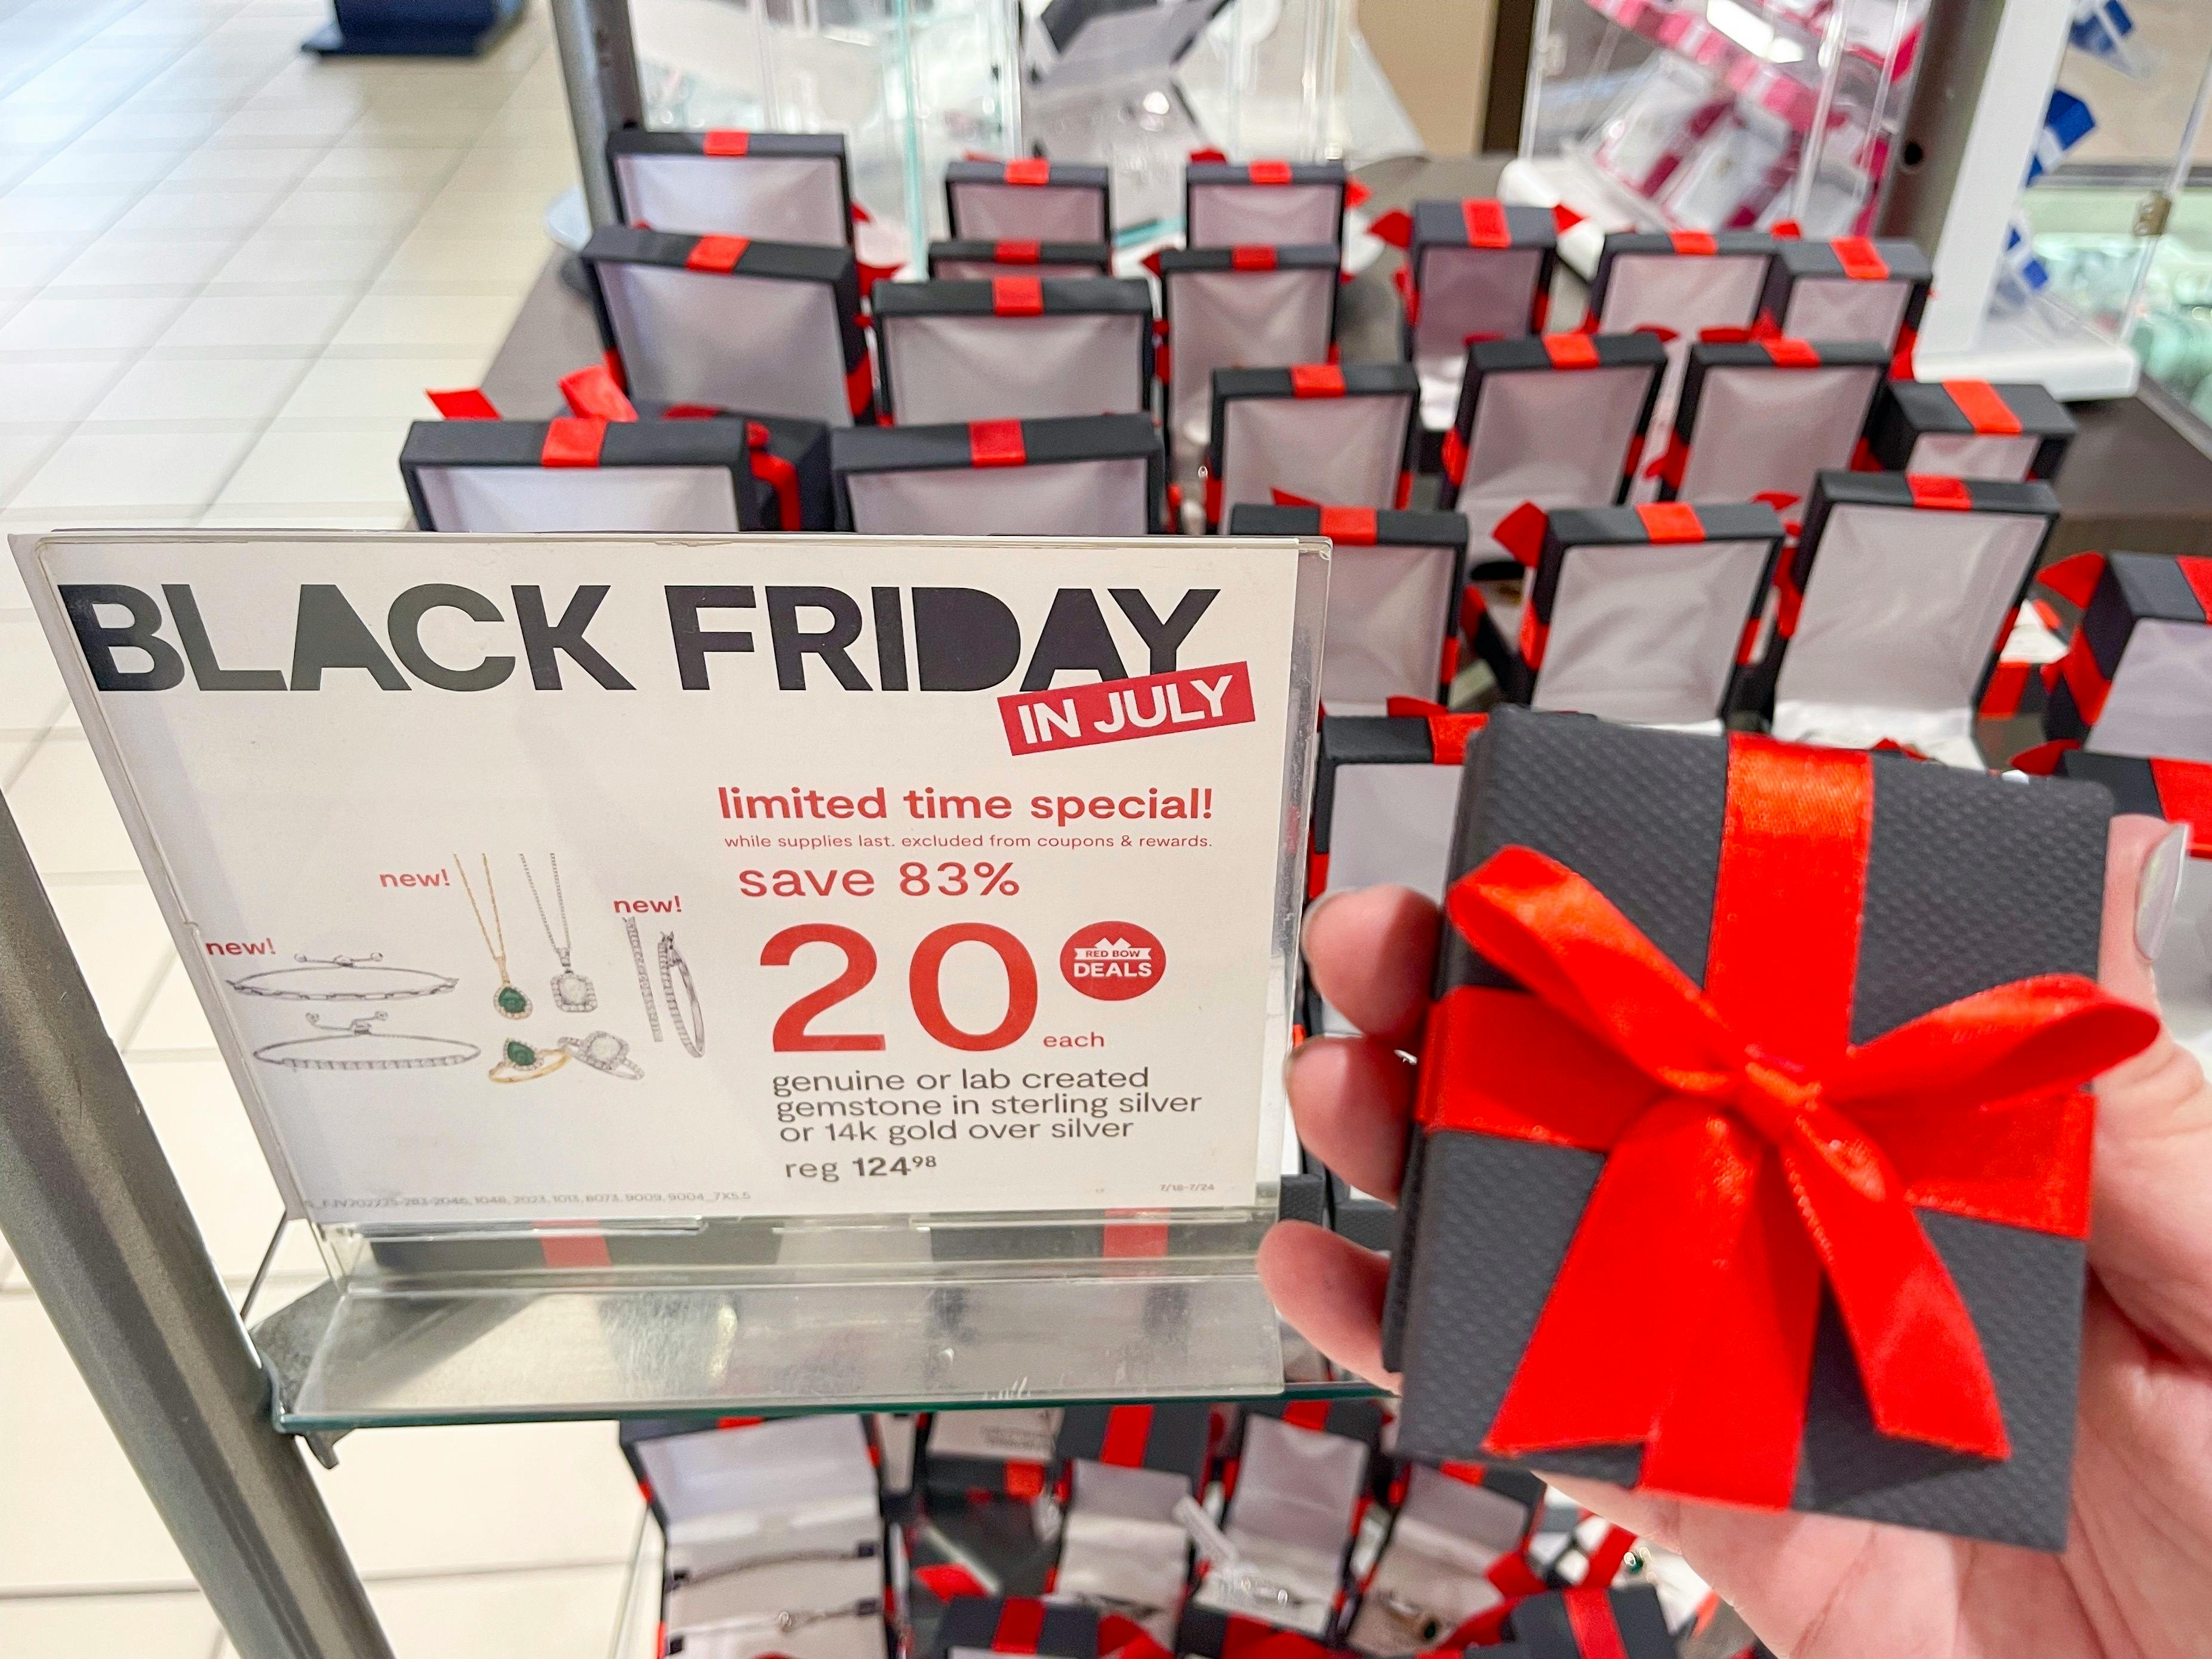 BLACK FRIDAY
IN JULY
limited time special!
while supplies last. excluded from coupons & rewards.
save 83%
new!
new!
new!
20 each
RED BOW
DEALS
genuine or lab created
gemstone in sterling silver
or 14k gold over silver
reg 124⁹⁸
7/18-7/24